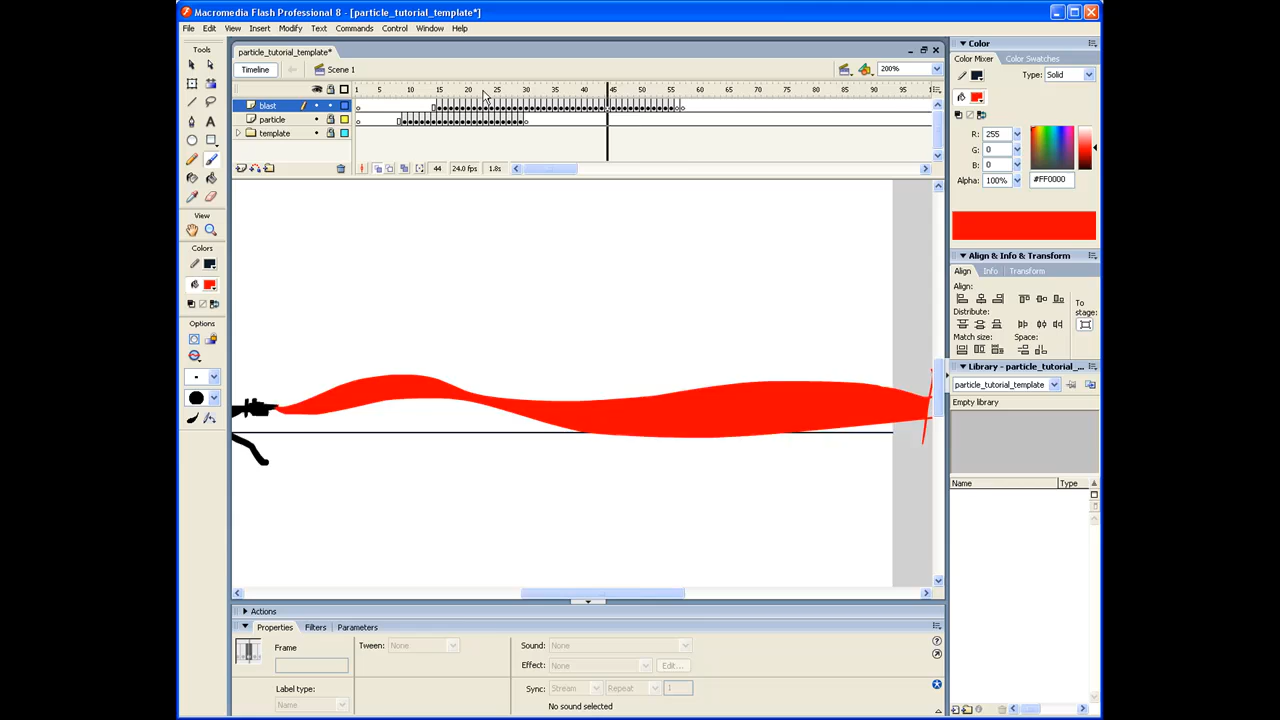 Macromedia Flash Professional 8 - [particle_tutorial_template*]
File Edit View Insert Modify Text Commands Control Window Help
Tools
particle_tutorial_template*
Timeline
Scene 1
200%
1 5 10 15 20 25 30 35 40 45 50 55 60 65 70 75 80 85 90 95
blast
particle
template
44 24.0 fps 1.8s
View
Colors
Options
Color
Color Mixer Color Swatches
Type: Solid
R: 255
G: 0
B: 0
Alpha: 100% #FF0000
Align & Info & Transform
Align Info Transform
Align:
Distribute:
Match size: Space:
To stage:
Library - particle_tutorial_...
particle_tutorial_template
Empty library
Name Type
Actions
Properties Filters Parameters
Frame
Tween: None
Sound: None
Effect: None Edit...
Label type:
Name
Sync: Stream Repeat 1
No sound selected